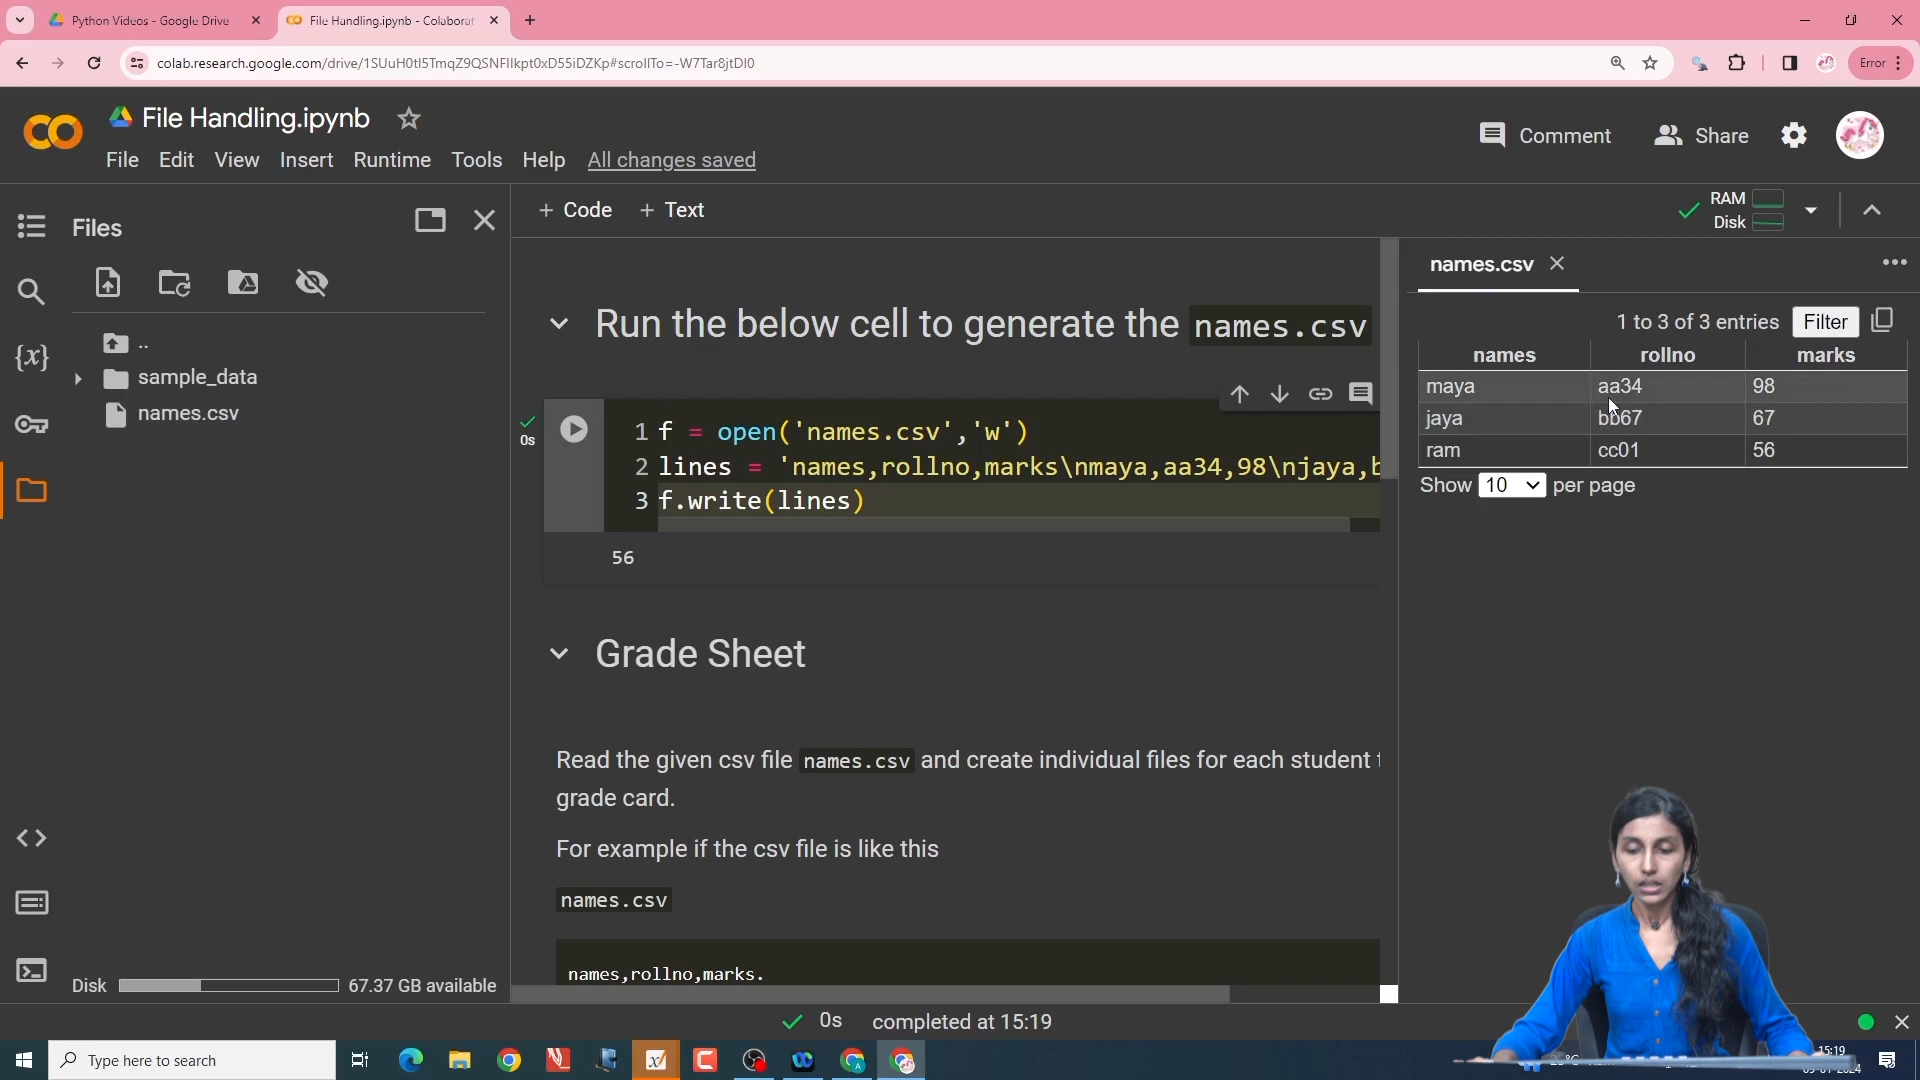 Python Videos - Google Drive
File Handling.ipynb - Colaborat
colab.research.google.com/drive/1SUuH0tI5TmqZ9QSNFIlkpt0xD55iDZKp#scrollTo=-W7Tar8jtDI0
Error
File Handling.ipynb
Comment
Share
File Edit View Insert Runtime Tools Help All changes saved
Files
+ Code + Text
RAM
Disk
..
sample_data
names.csv
Run the below cell to generate the names.csv
0s
1 f = open('names.csv','w')
2 lines = 'names,rollno,marks\nmaya,aa34,98\njaya,b
3 f.write(lines)
56
Grade Sheet
Read the given csv file names.csv and create individual files for each student t
grade card.
For example if the csv file is like this
names.csv
names,rollno,marks.
names.csv
1 to 3 of 3 entries Filter
names rollno marks
maya aa34 98
jaya bb67 67
ram cc01 56
Show 10 per page
Disk 67.37 GB available
0s completed at 15:19
Type here to search
15:19